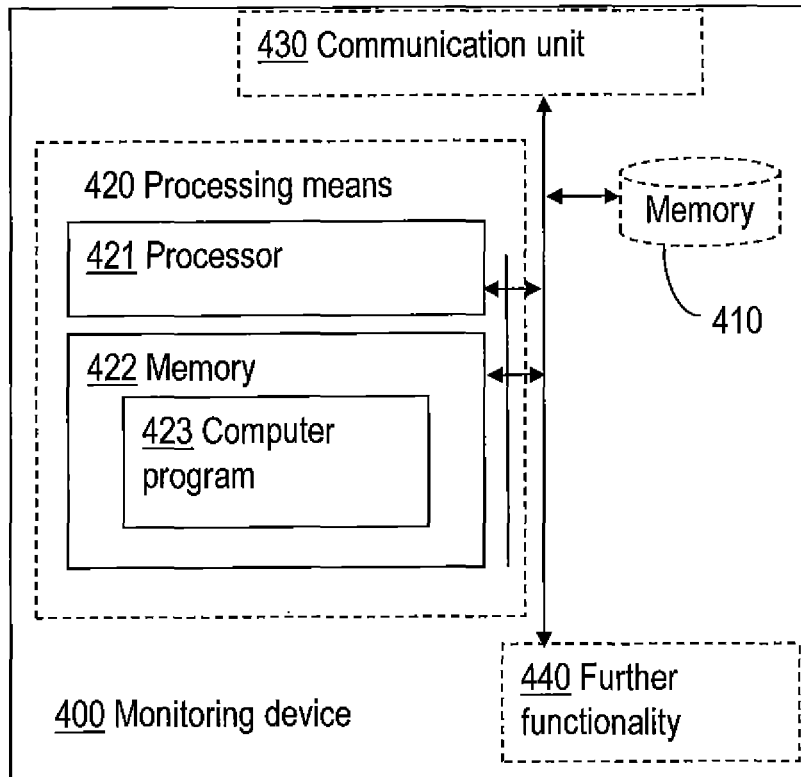 430 Communication unit
420 Processing means
421 Processor
Memory
410
422 Memory
423 Computer
program
440 Further
functionality
400 Monitoring device